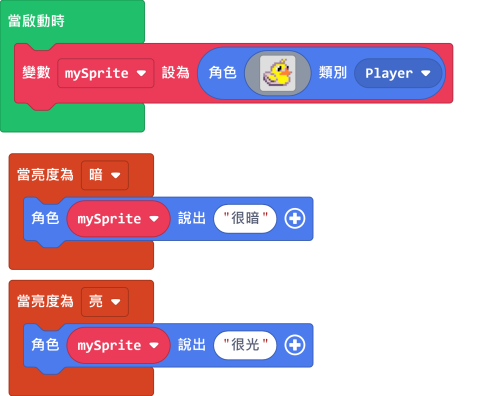 當啟動時
變數 mySprite 設為 角色 類別 Player
當亮度為 暗
角色 mySprite 說出 "很暗"
當亮度為 亮
角色 mySprite 說出 "很光"